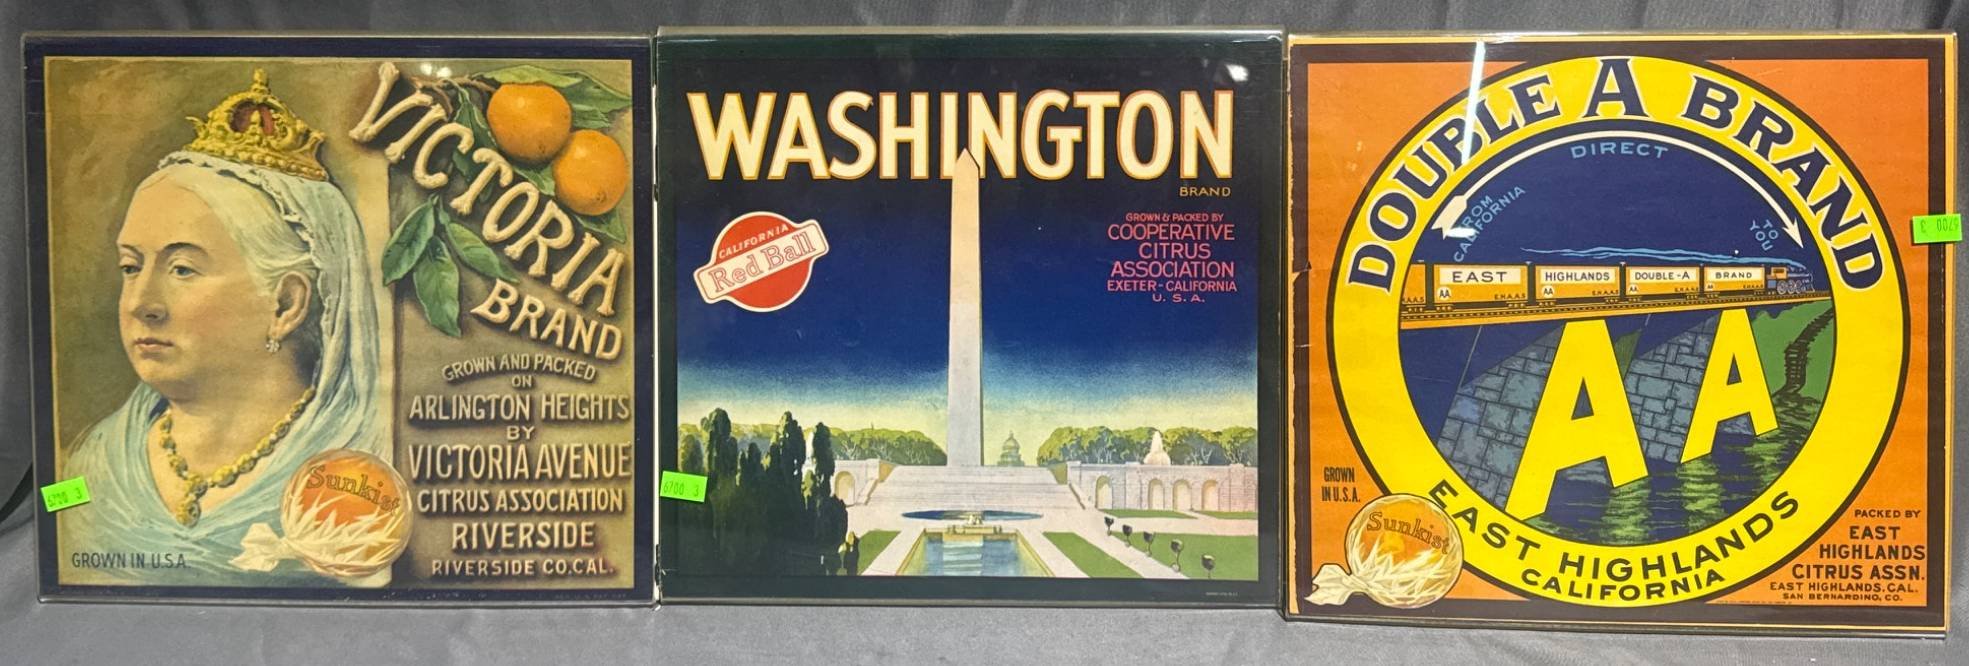 VICTORIA
BRAND
GROWN AND PACKED
ON
ARLINGTON HEIGHTS
BY
VICTORIA AVENUE
CITRUS ASSOCIATION
RIVERSIDE
RIVERSIDE CO. CAL.
Sunkist
GROWN IN U.S.A.
6700 3
WASHINGTON
BRAND
CALIFORNIA
Red Ball
GROWN & PACKED BY
COOPERATIVE
CITRUS
ASSOCIATION
EXETER-CALIFORNIA
U. S. A.
6700 3
DOUBLE A BRAND
DIRECT
FROM
CALIFORNIA
TO
YOU
EAST HIGHLANDS DOUBLE-A BRAND
E.H.A.A.S AA E.H.A.A.S AA E.H.A.A.S AA E.H.A.A.S
AA
EAST HIGHLANDS
CALIFORNIA
GROWN
IN U.S.A.
Sunkist
PACKED BY
EAST
HIGHLANDS
CITRUS ASSN.
EAST HIGHLANDS, CAL.
SAN BERNARDINO, CO.
6700 3